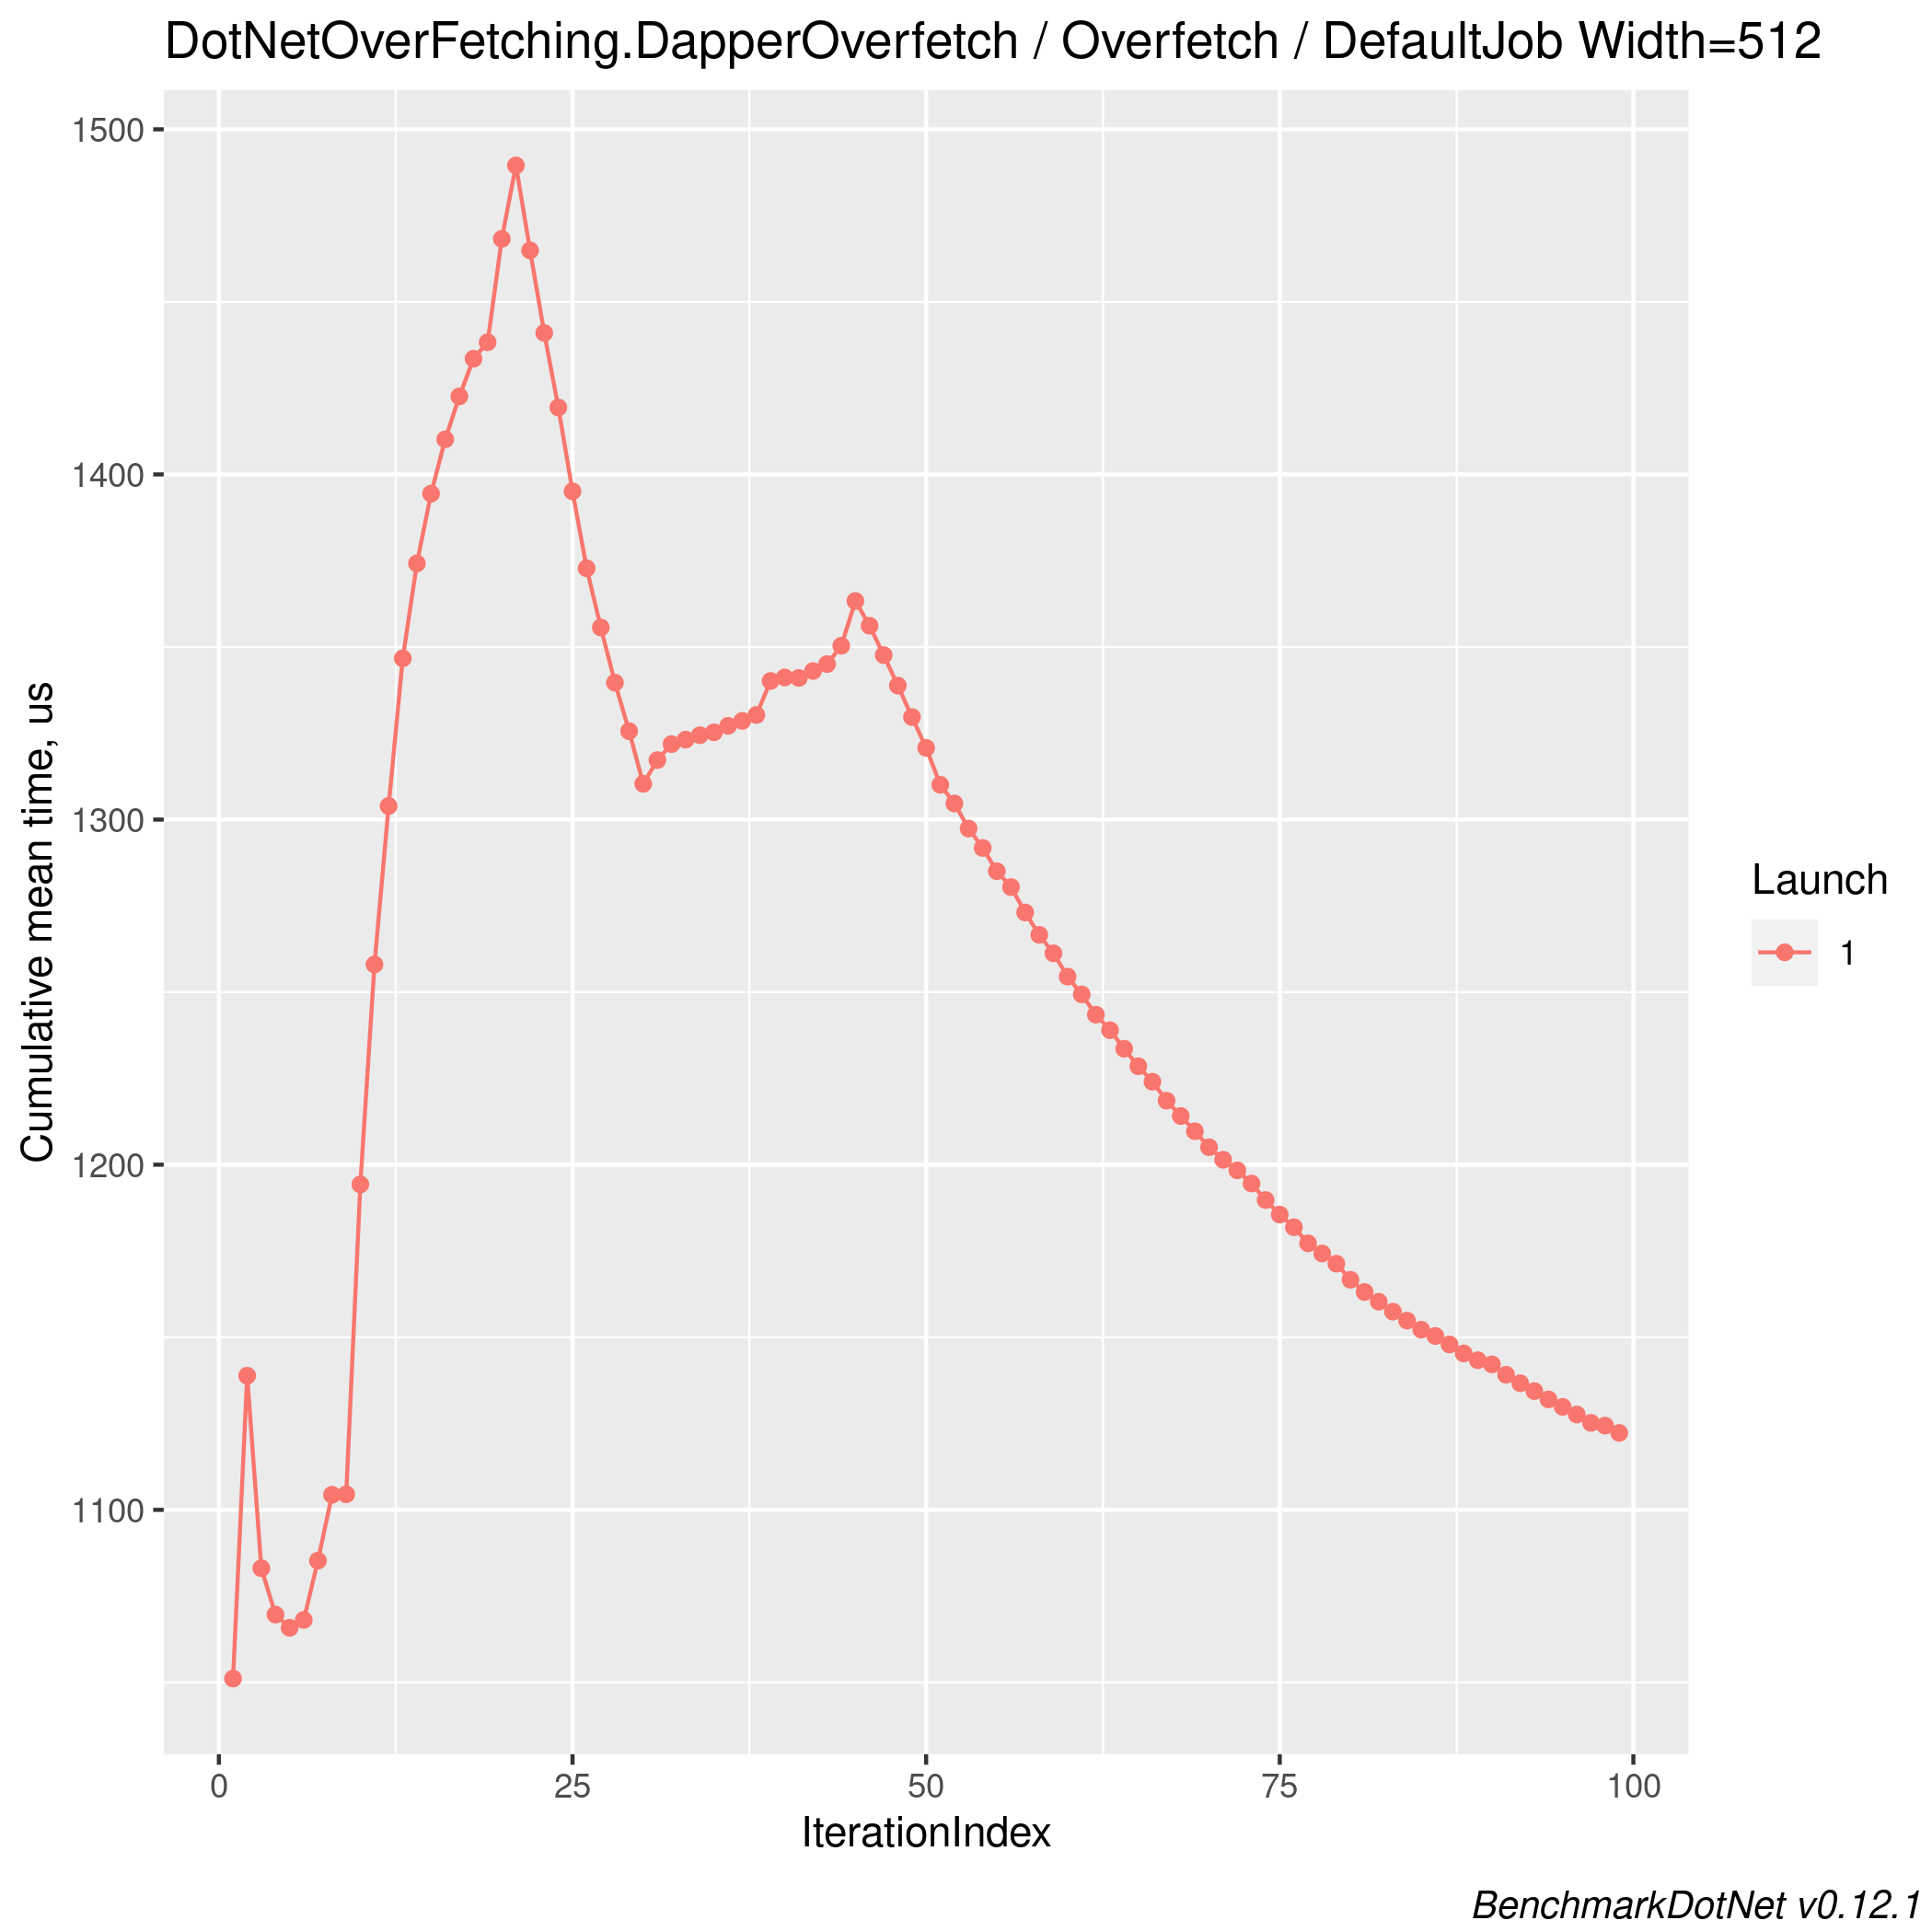 DotNetOverFetching.DapperOverfetch / Overfetch / DefaultJob Width=512
1500
1400
1300
1200
1100
Cumulative mean time, us
0 25 50 75 100
IterationIndex
Launch
1
BenchmarkDotNet v0.12.1